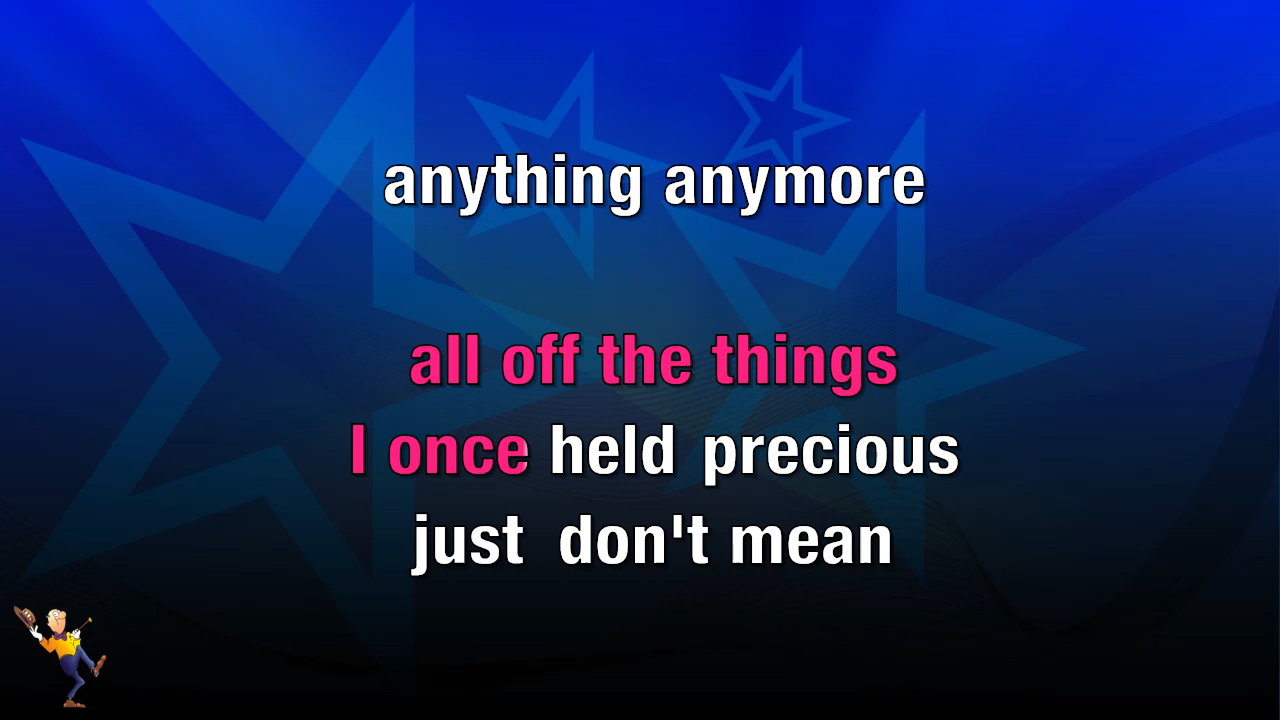 anything anymore
all off the things
I once held precious
just don't mean